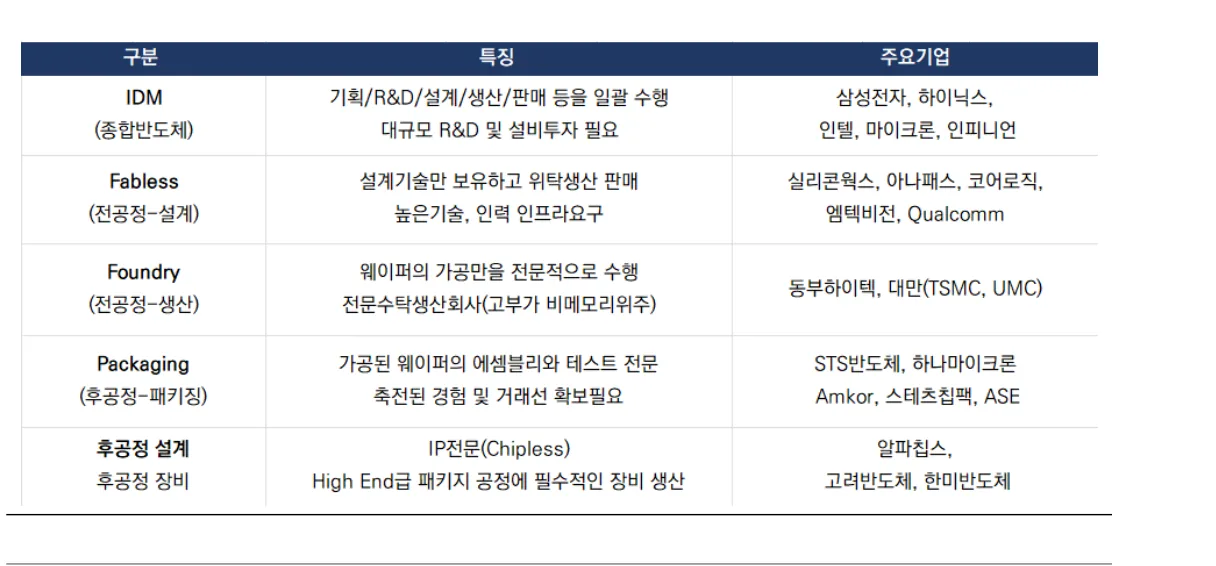 구분 특징 주요기업
IDM 기획/R&D/설계/생산/판매 등을 일괄 수행 삼성전자, 하이닉스,
(종합반도체) 대규모 R&D 및 설비투자 필요 인텔, 마이크론, 인피니언
Fabless 설계기술만 보유하고 위탁생산 판매 실리콘웍스, 아나패스, 코어로직,
(전공정-설계) 높은기술, 인력 인프라요구 엠텍비전, Qualcomm
Foundry 웨이퍼의 가공만을 전문적으로 수행
(전공정-생산) 전문수탁생산회사(고부가 비메모리위주) 동부하이텍, 대만(TSMC, UMC)
Packaging 가공된 웨이퍼의 에셈블리와 테스트 전문 STS반도체, 하나마이크론
(후공정-패키징) 축전된 경험 및 거래선 확보필요 Amkor, 스테츠칩팩, ASE
후공정 설계 IP전문(Chipless) 알파칩스,
후공정 장비 High End급 패키지 공정에 필수적인 장비 생산 고려반도체, 한미반도체